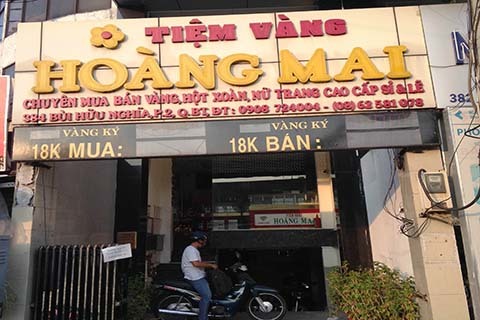 TIỆM VÀNG
HOÀNG MAI
CHUYÊN MUA BÁN VÀNG, HỘT XOÀN, NỮ TRANG CAO CẤP SỈ & LẺ
384 BÙI HỮU NGHĨA, P.2, Q.BT, ĐT: 0908 724004 - (08) 62 581 078
VÀNG KÝ
18K MUA:
VÀNG KÝ
18K BÁN:
HOÀNG MAI
N
382